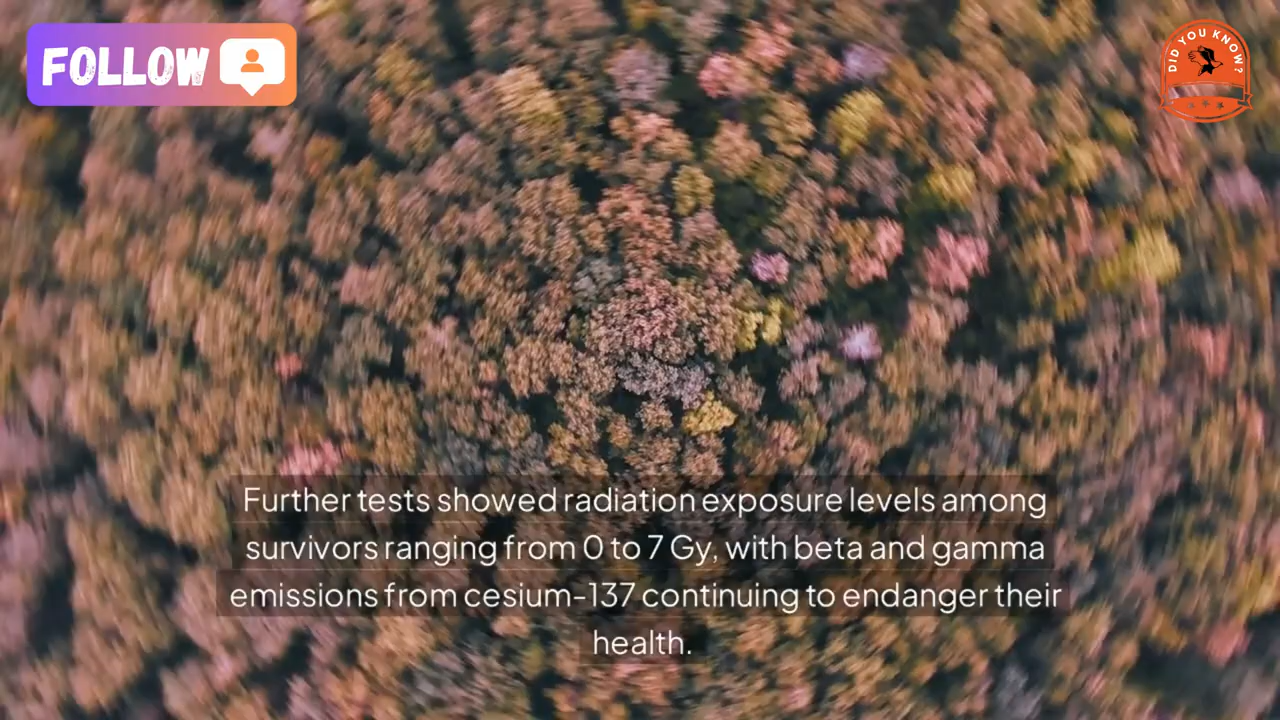 FOLLOW
DID YOU KNOW?
Further tests showed radiation exposure levels among
survivors ranging from 0 to 7 Gy, with beta and gamma
emissions from cesium-137 continuing to endanger their
health.